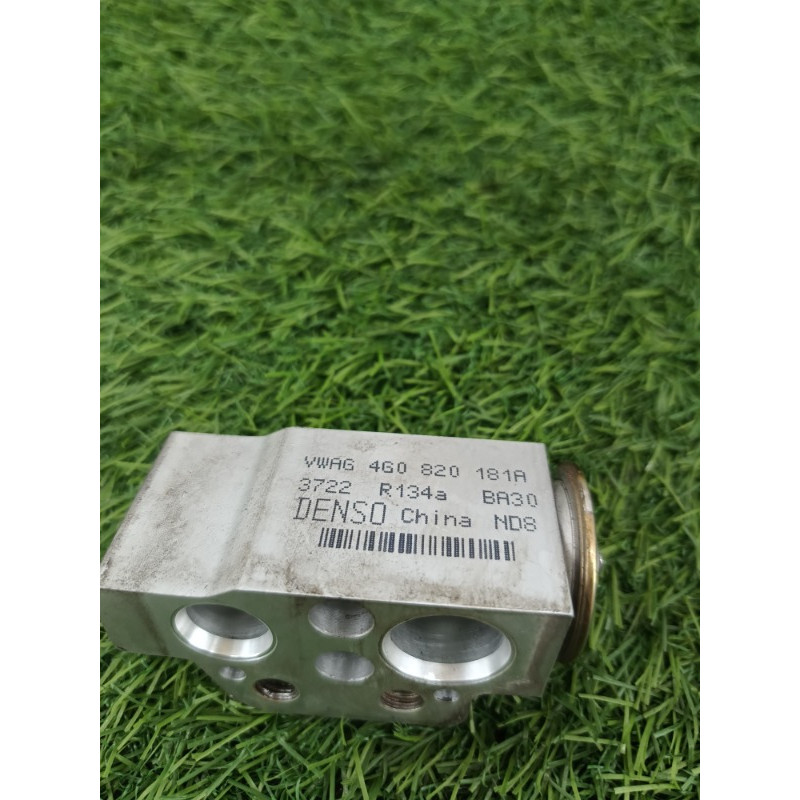 VWAG 4G0 820 181A
3722 R134a BA30
DENSO China ND8